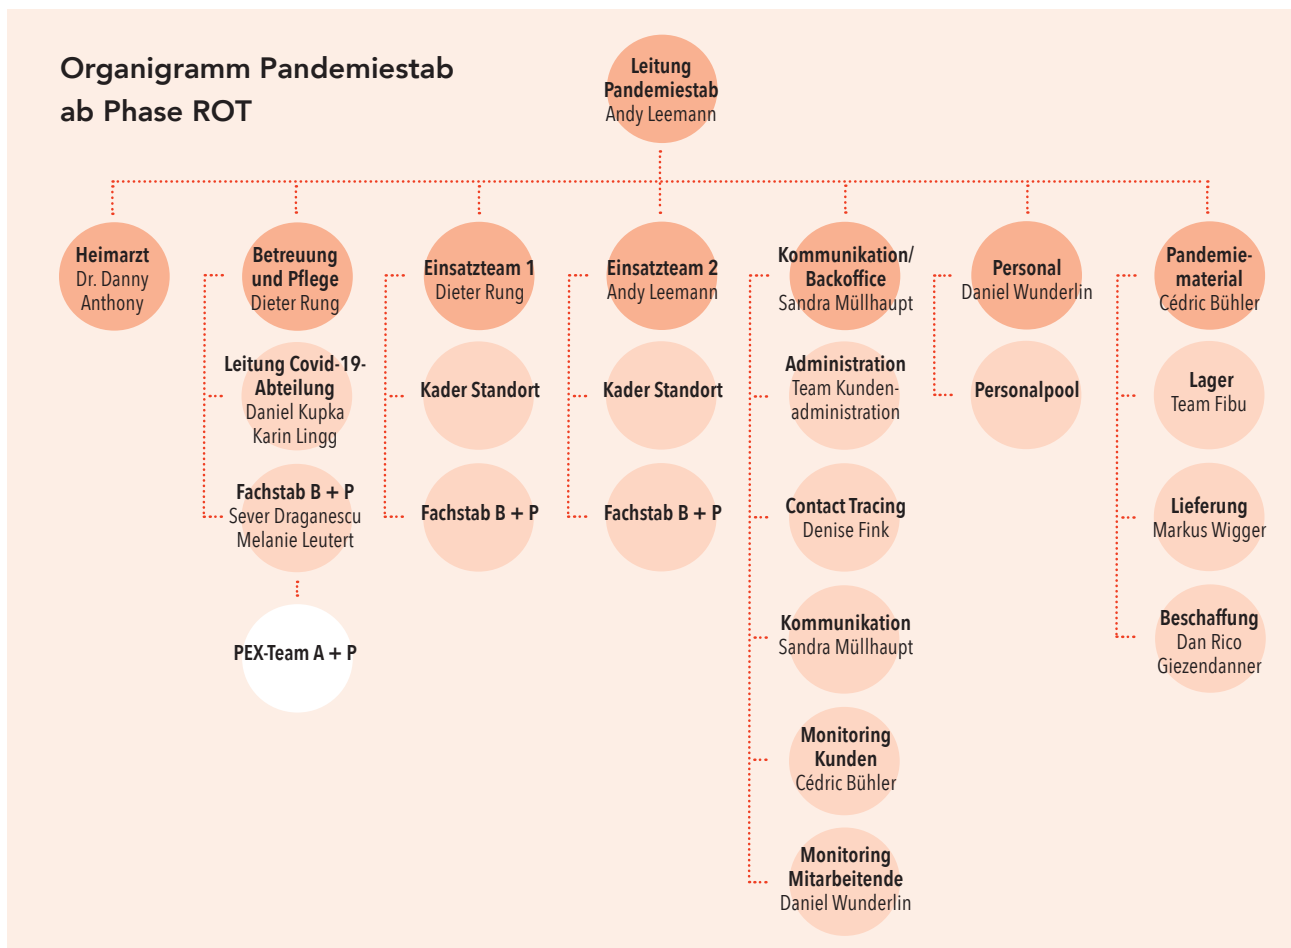 Organigramm Pandemiestab
ab Phase ROT
Leitung
Pandemiestab
Andy Leemann
Heimarzt
Dr. Danny
Anthony
Betreuung
und Pflege
Dieter Rung
Leitung Covid-19-
Abteilung
Daniel Kupka
Karin Lingg
Fachstab B + P
Sever Draganescu
Melanie Leutert
PEX-Team A + P
Einsatzteam 1
Dieter Rung
Kader Standort
Fachstab B + P
Einsatzteam 2
Andy Leemann
Kader Standort
Fachstab B + P
Kommunikation/
Backoffice
Sandra Müllhaupt
Administration
Team Kunden-
administration
Contact Tracing
Denise Fink
Kommunikation
Sandra Müllhaupt
Monitoring
Kunden
Cédric Bühler
Monitoring
Mitarbeitende
Daniel Wunderlin
Personal
Daniel Wunderlin
Personalpool
Pandemie-
material
Cédric Bühler
Lager
Team Fibu
Lieferung
Markus Wigger
Beschaffung
Dan Rico
Giezendanner